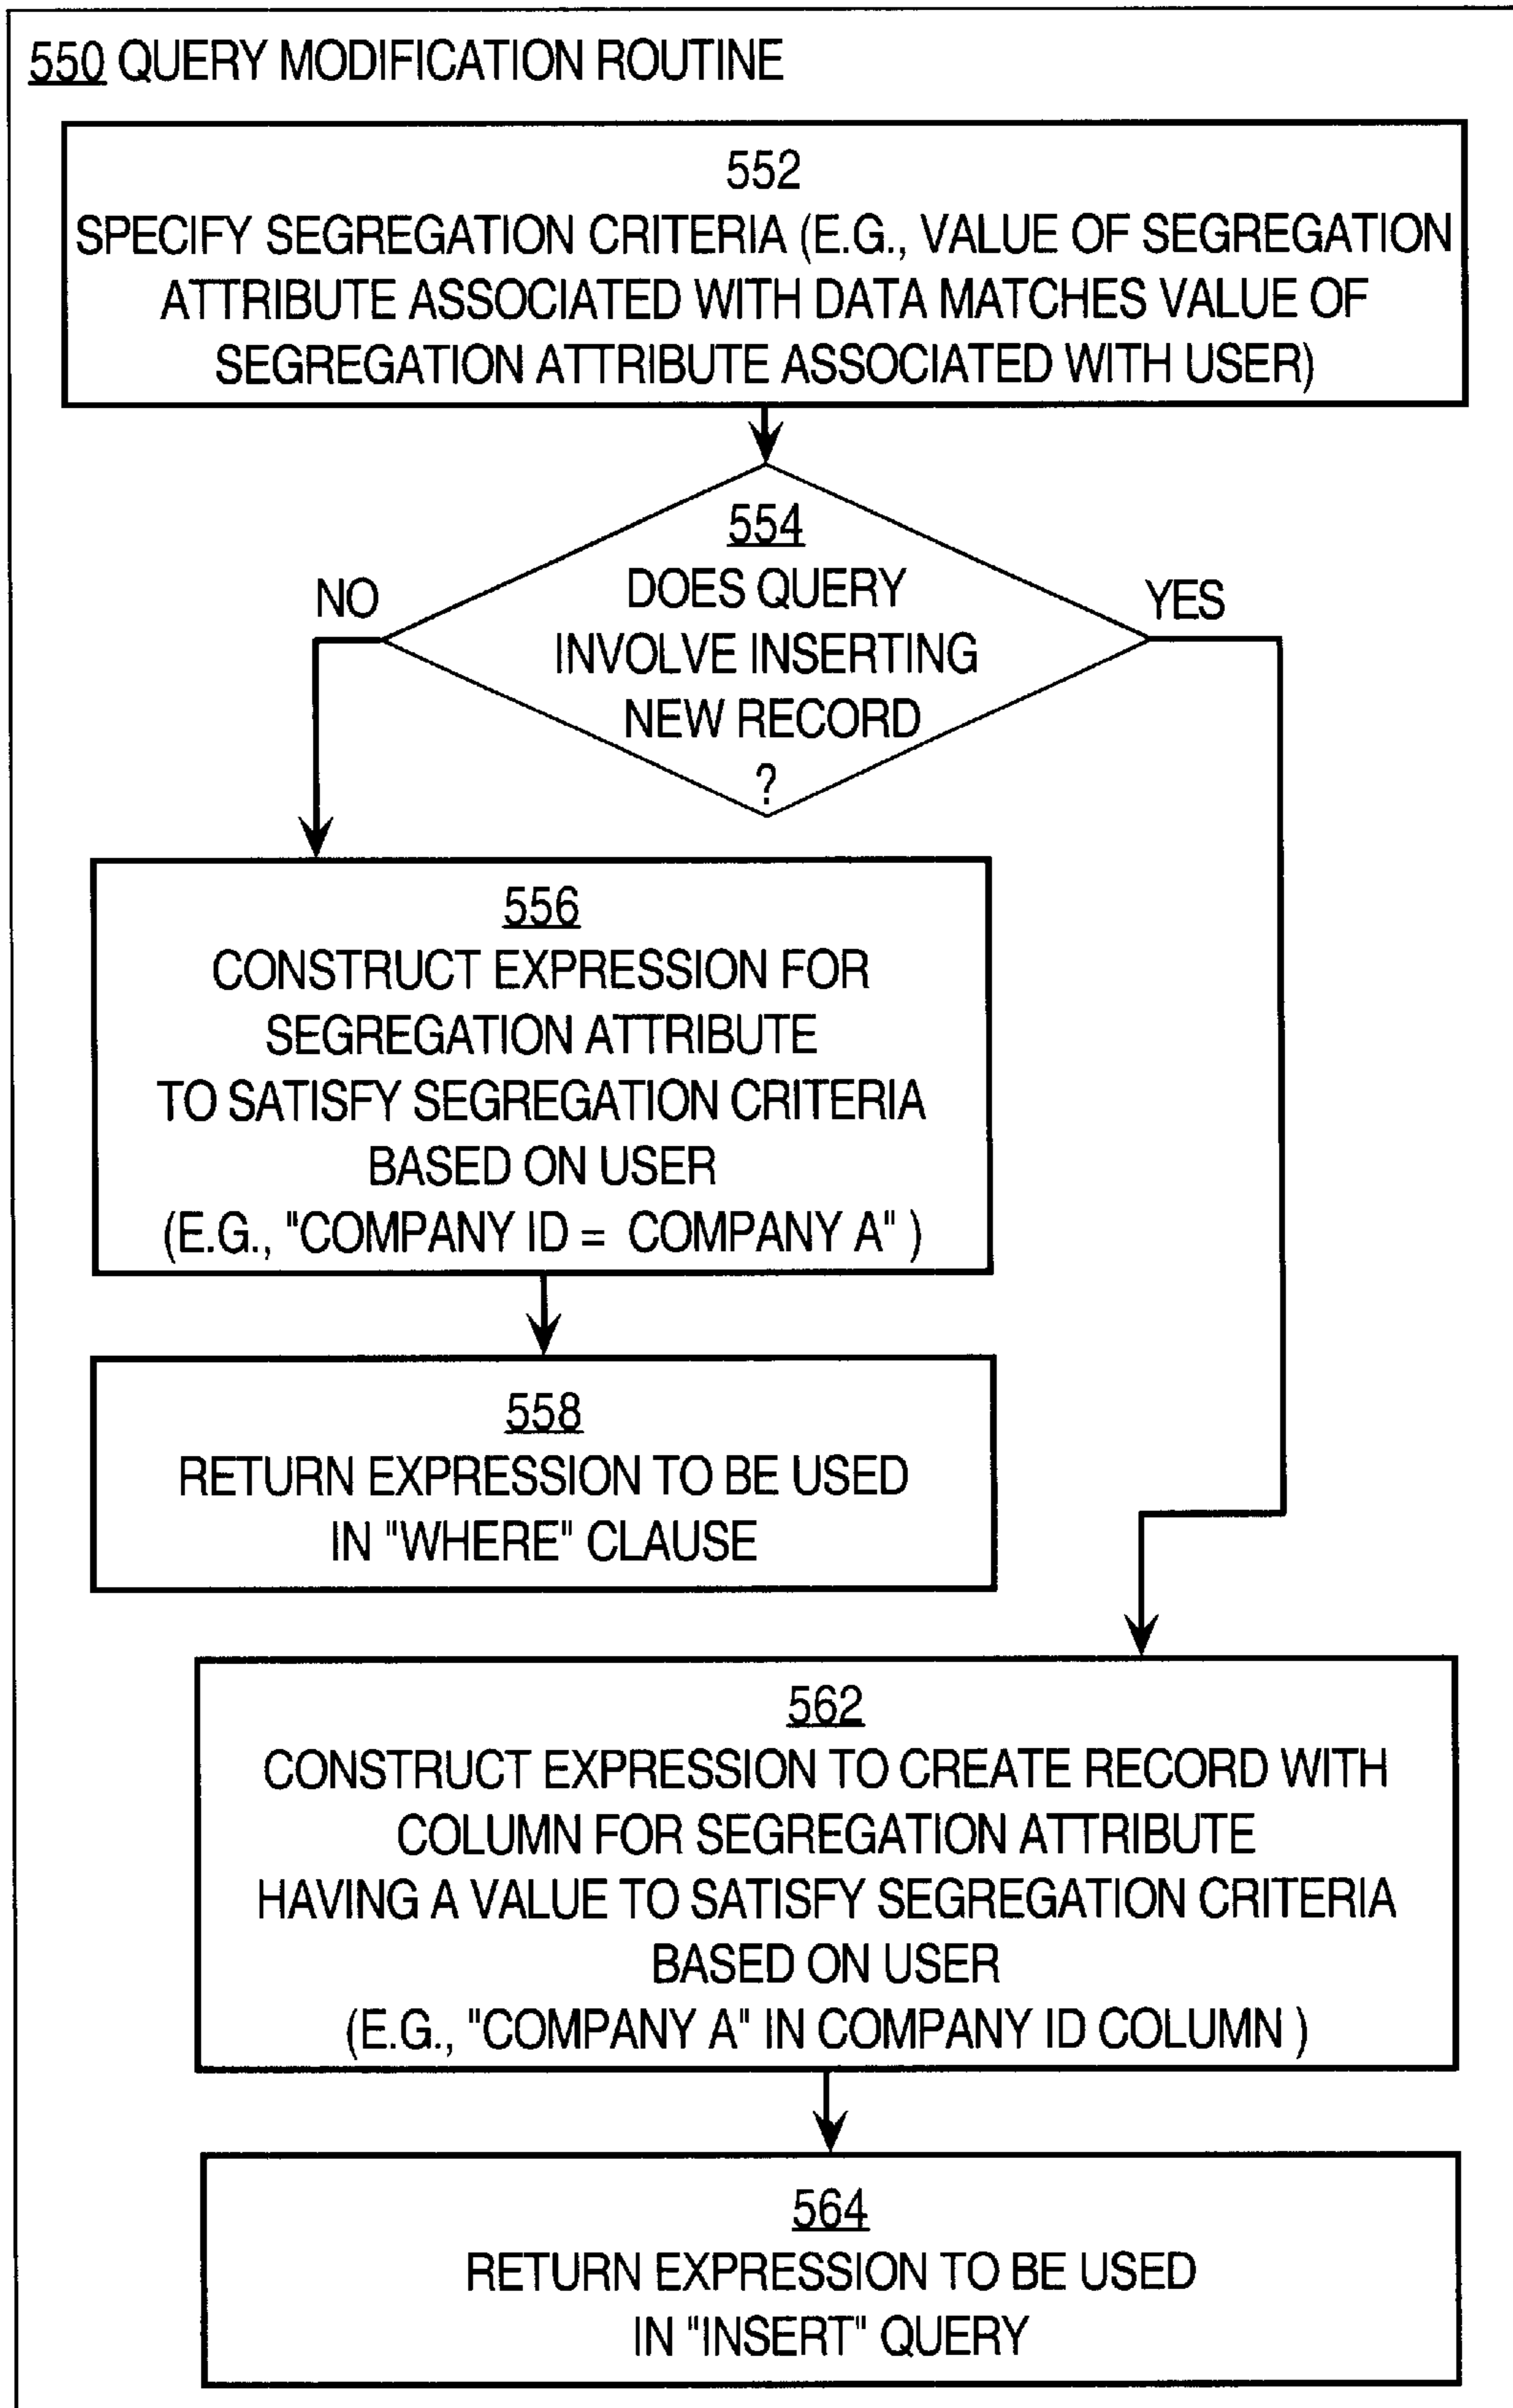 550 QUERY MODIFICATION ROUTINE
552
SPECIFY SEGREGATION CRITERIA (E.G., VALUE OF SEGREGATION
ATTRIBUTE ASSOCIATED WITH DATA MATCHES VALUE OF
SEGREGATION ATTRIBUTE ASSOCIATED WITH USER)
554
DOES QUERY
INVOLVE INSERTING
NEW RECORD
?
NO
YES
556
CONSTRUCT EXPRESSION FOR
SEGREGATION ATTRIBUTE
TO SATISFY SEGREGATION CRITERIA
BASED ON USER
(E.G., "COMPANY ID = COMPANY A" )
558
RETURN EXPRESSION TO BE USED
IN "WHERE" CLAUSE
562
CONSTRUCT EXPRESSION TO CREATE RECORD WITH
COLUMN FOR SEGREGATION ATTRIBUTE
HAVING A VALUE TO SATISFY SEGREGATION CRITERIA
BASED ON USER
(E.G., "COMPANY A" IN COMPANY ID COLUMN )
564
RETURN EXPRESSION TO BE USED
IN "INSERT" QUERY